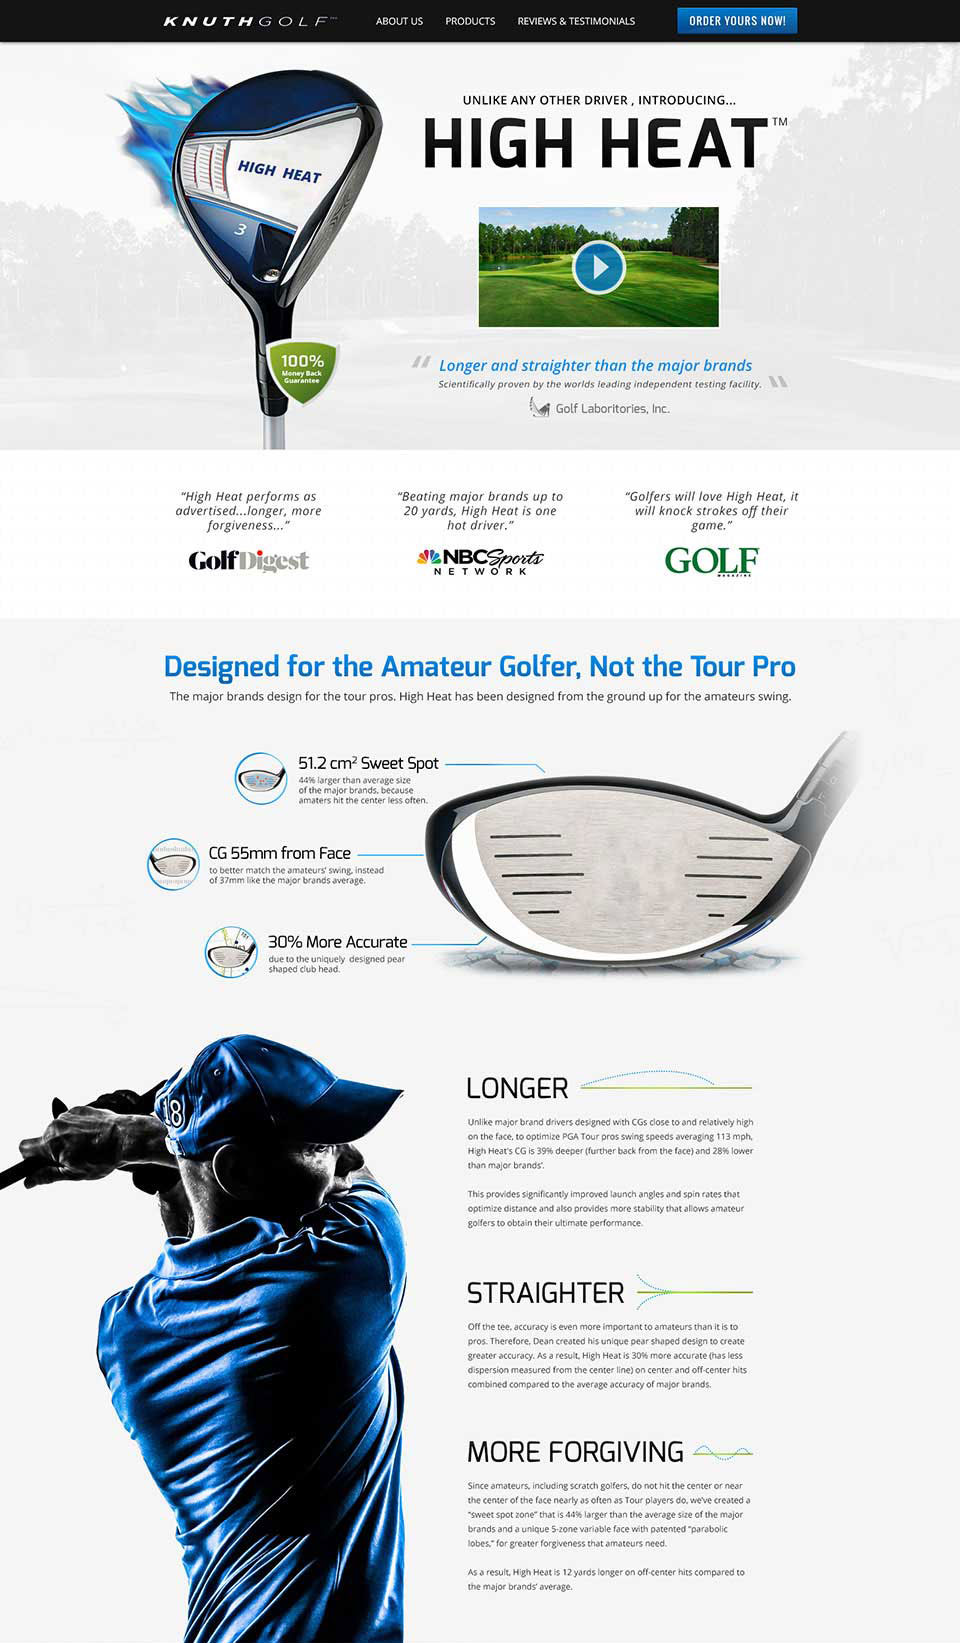 KNUTHGOLF
ABOUT US
PRODUCTS
REVIEWS & TESTIMONIALS
ORDER YOURS NOW!
UNLIKE ANY OTHER DRIVER , INTRODUCING...
HIGH HEAT™
HIGH HEAT
3
100%
Money Back
Guarantee
“ Longer and straighter than the major brands
Scientifically proven by the worlds leading independent testing facility. ”
Golf Laboritories, Inc.
“High Heat performs as
advertised...longer, more
forgiveness...”
GolfDigest
“Beating major brands up to
20 yards, High Heat is one
hot driver.”
NBC Sports
NETWORK
“Golfers will love High Heat, it
will knock strokes off their
game.”
GOLF
MAGAZINE
Designed for the Amateur Golfer, Not the Tour Pro
The major brands design for the tour pros. High Heat has been designed from the ground up for the amateurs swing.
51.2 cm² Sweet Spot
44% larger than average size
of the major brands, because
amaters hit the center less often.
CG 55mm from Face
to better match the amateurs’ swing, instead
of 37mm like the major brands average.
30% More Accurate
due to the uniquely designed pear
shaped club head.
18
LONGER
Unlike major brand drivers designed with CGs close to and relatively high
on the face, to optimize PGA Tour pros swing speeds averaging 113 mph,
High Heat's CG is 39% deeper (further back from the face) and 28% lower
than major brands'.
This provides significantly improved launch angles and spin rates that
optimize distance and also provides more stability that allows amateur
golfers to obtain their ultimate performance.
STRAIGHTER
Off the tee, accuracy is even more important to amateurs than it is to
pros. Therefore, Dean created his unique pear shaped design to create
greater accuracy. As a result, High Heat is 30% more accurate (has less
dispersion measured from the center line) on center and off-center hits
combined compared to the average accuracy of major brands.
MORE FORGIVING
Since amateurs, including scratch golfers, do not hit the center or near
the center of the face nearly as often as Tour players do, we’ve created a
“sweet spot zone” that is 44% larger than the average size of the major
brands and a unique 5-zone variable face with patented “parabolic
lobes,” for greater forgiveness that amateurs need.
As a result, High Heat is 12 yards longer on off-center hits compared to
the major brands’ average.